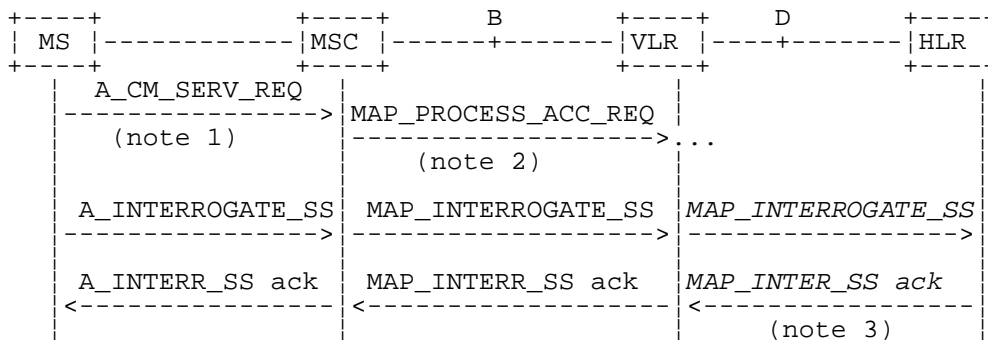 B D
MS MSC VLR HLR
A_CM_SERV_REQ
MAP_PROCESS_ACC_REQ
(note 1) ...
(note 2)
A_INTERROGATE_SS MAP_INTERROGATE_SS MAP_INTERROGATE_SS
A_INTERR_SS ack MAP_INTERR_SS ack MAP_INTER_SS ack
(note 3)